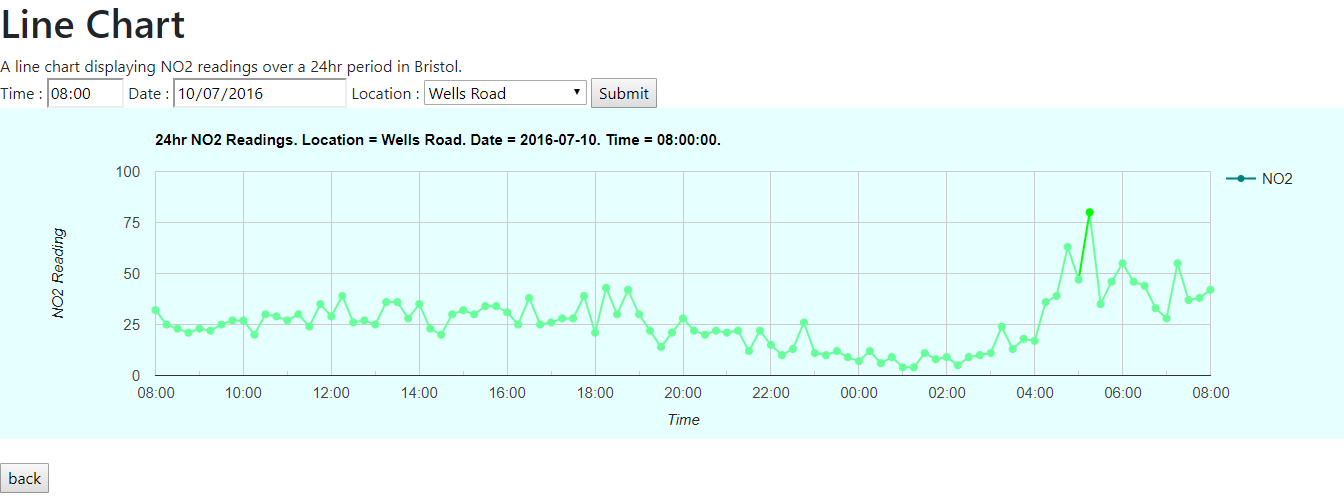 Line Chart
A line chart displaying NO2 readings over a 24hr period in Bristol.
Time : 08:00 Date : 10/07/2016 Location : Wells Road Submit
24hr NO2 Readings. Location = Wells Road. Date = 2016-07-10. Time = 08:00:00.
100
NO2
75
50
25
0
NO2 Reading
08:00 10:00 12:00 14:00 16:00 18:00 20:00 22:00 00:00 02:00 04:00 06:00 08:00
Time
back